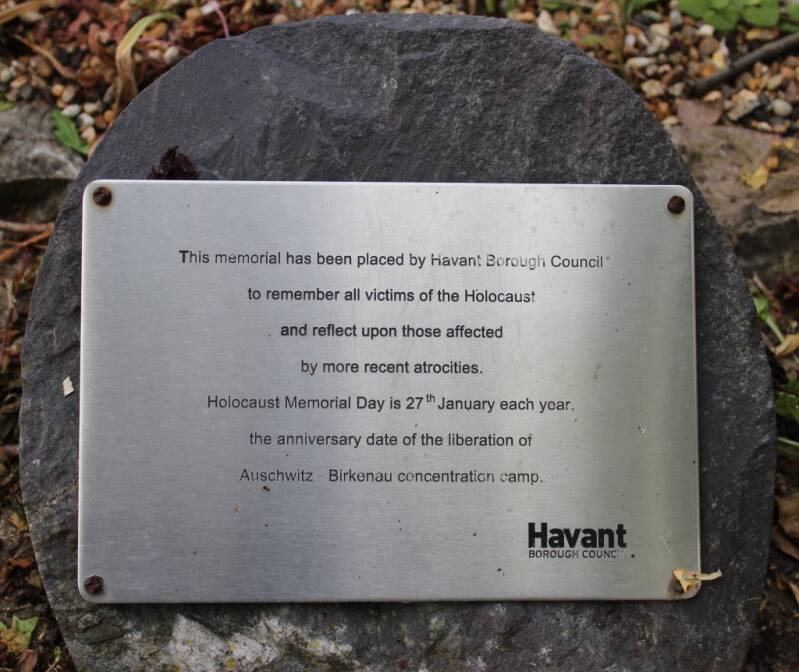 This memorial has been placed by Havant Borough Council
to remember all victims of the Holocaust
and reflect upon those affected
by more recent atrocities.
Holocaust Memorial Day is 27th January each year,
the anniversary date of the liberation of
Auschwitz - Birkenau concentration camp.
Havant
BOROUGH COUNCIL